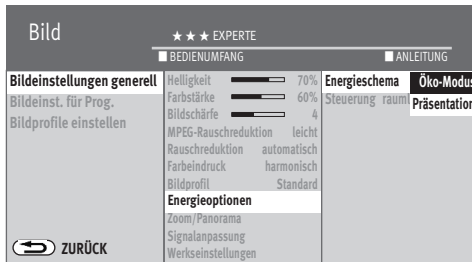 Bild
★ ★ ★ EXPERTE
BEDIENUMFANG
ANLEITUNG
Bildeinstellungen generell
Bildeinst. für Prog.
Bildprofile einstellen
Helligkeit 70%
Farbstärke 60%
Bildschärfe 4
MPEG-Rauschreduktion leicht
Rauschreduktion automatisch
Farbeindruck harmonisch
Bildprofil Standard
Energieoptionen
Zoom/Panorama
Signalanpassung
Werkseinstellungen
Energieschema
Steuerung rauml
Öko-Modus
Präsentation
ZURÜCK